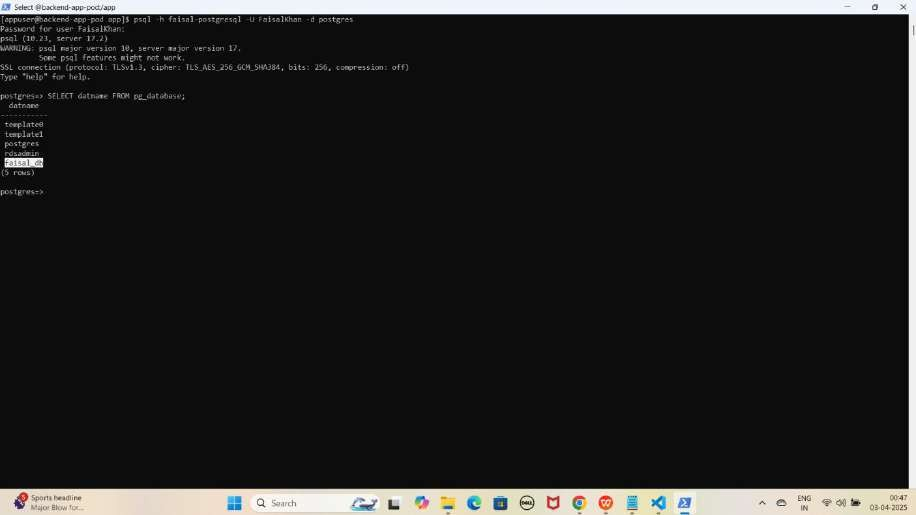 Select @backend-app-pod:/app
[appuser@backend-app-pod app]$ psql -h faisal-postgresql -U FaisalKhan -d postgres
Password for user FaisalKhan:
psql (10.23, server 17.2)
WARNING: psql major version 10, server major version 17.
Some psql features might not work.
SSL connection (protocol: TLSv1.3, cipher: TLS_AES_256_GCM_SHA384, bits: 256, compression: off)
Type "help" for help.
postgres=> SELECT datname FROM pg_database;
datname
-----------
template0
template1
postgres
rdsadmin
faisal_db
(5 rows)
postgres=>
5
Sports headline
Major Blow for...
Search
DELL
ENG
IN
00:47
03-04-2025